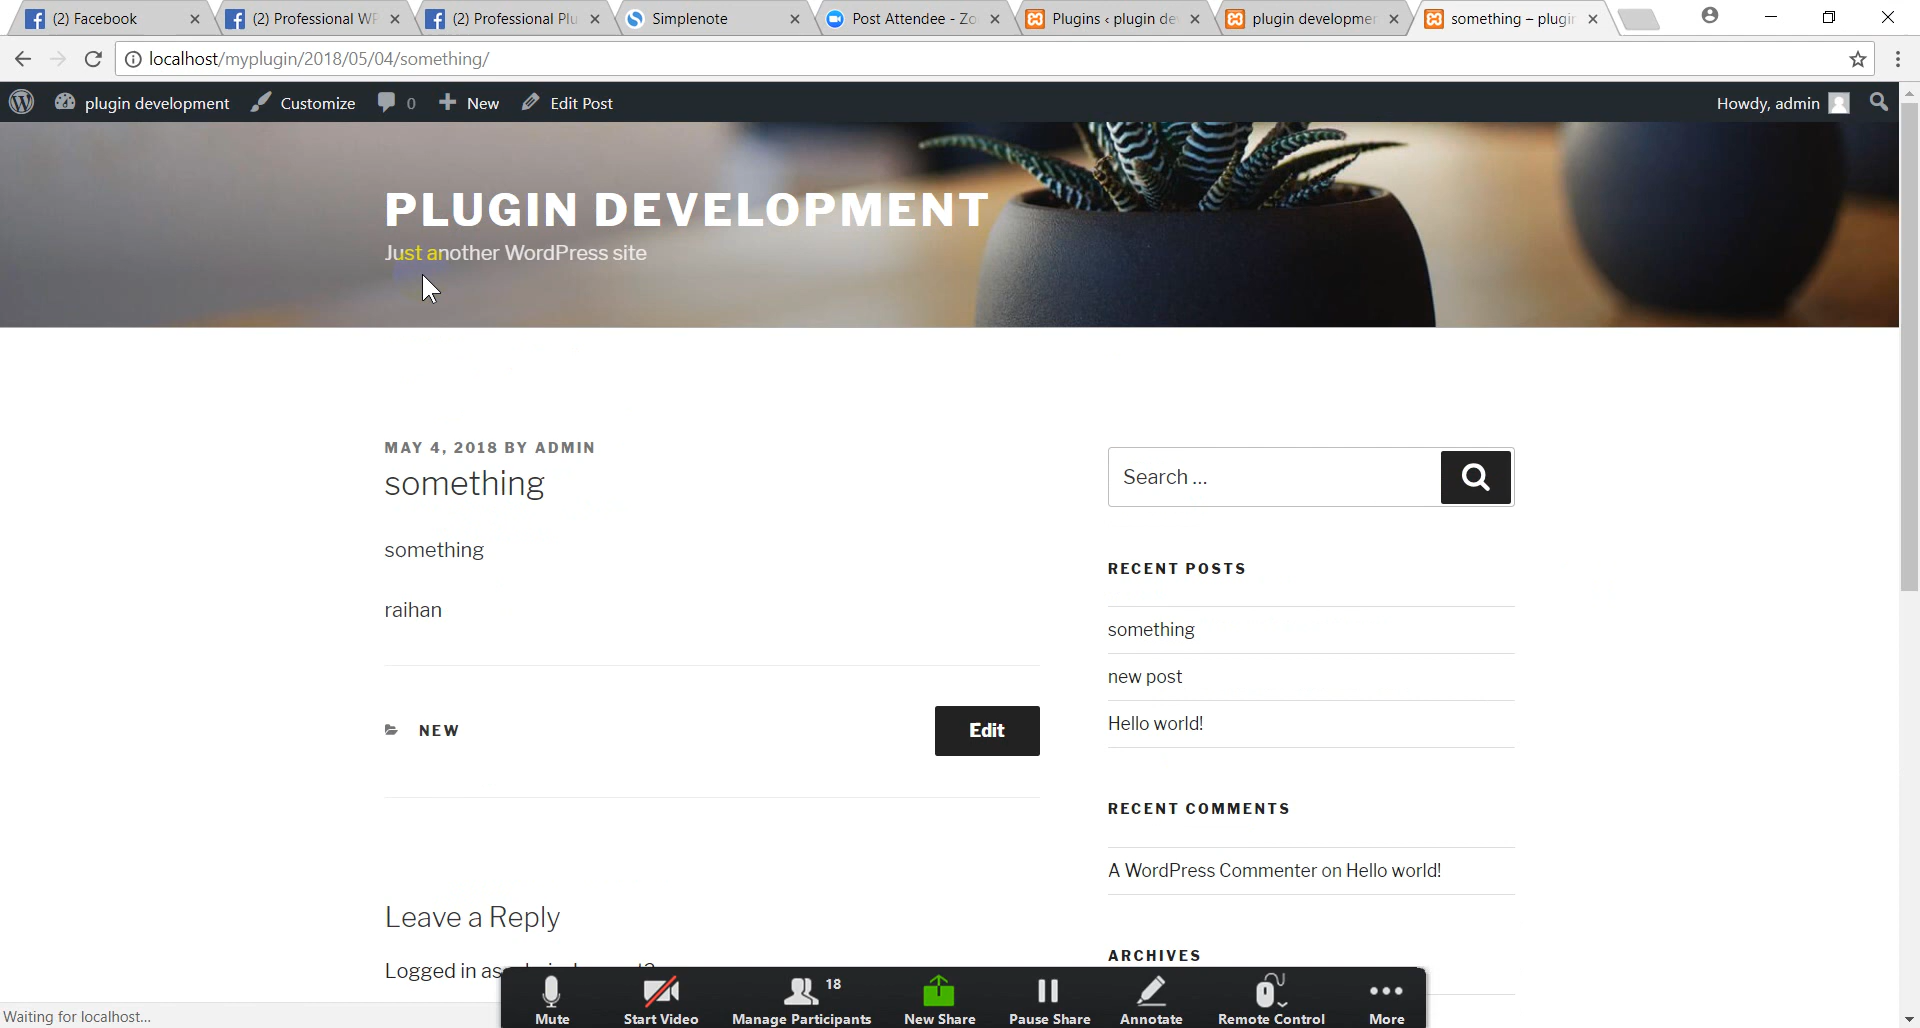 (2) Facebook
(2) Professional WP
(2) Professional Plu
Simplenote
Post Attendee - Zo
Plugins ‹ plugin de
plugin developmen
something – plugin
localhost/myplugin/2018/05/04/something/
plugin development
Customize
0
New
Edit Post
Howdy, admin
PLUGIN DEVELOPMENT
Just another WordPress site
MAY 4, 2018 BY ADMIN
something
something
raihan
NEW
Edit
Search ...
RECENT POSTS
something
new post
Hello world!
RECENT COMMENTS
A WordPress Commenter on Hello world!
ARCHIVES
Leave a Reply
Logged in as
Waiting for localhost...
Mute
Start Video
18
Manage Participants
New Share
Pause Share
Annotate
Remote Control
More